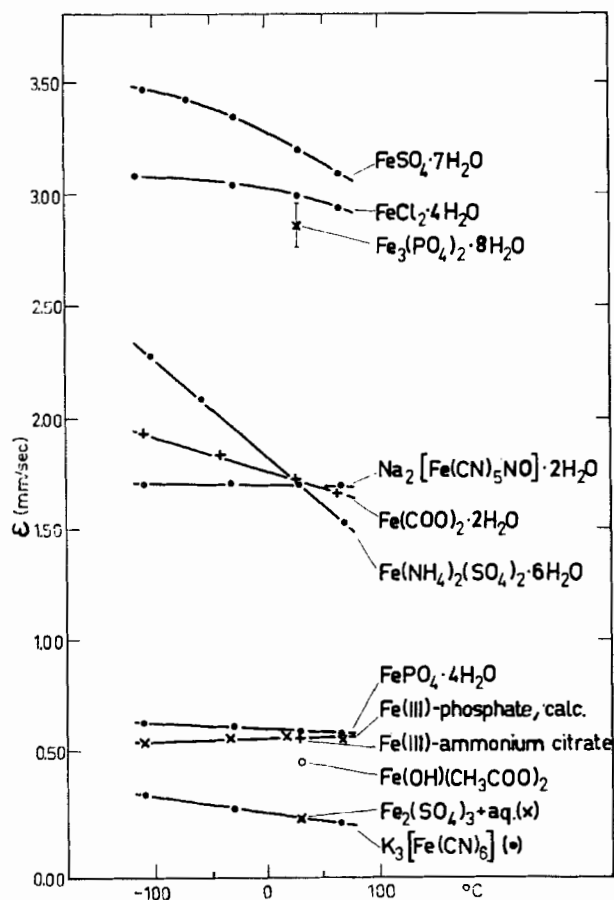 3.50
FeSO₄·7H₂O
3.00
FeCl₂·4H₂O
Fe₃(PO₄)₂·8H₂O
2.50
2.00
Na₂[Fe(CN)₅NO]·2H₂O
Fe(COO)₂·2H₂O
1.50
ε (mm/sec)
Fe(NH₄)₂(SO₄)₂·6H₂O
1.00
FePO₄·4H₂O
Fe(III)-phosphate, calc.
Fe(III)-ammonium citrate
0.50
Fe(OH)(CH₃COO)₂
Fe₂(SO₄)₃+aq.(x)
K₃[Fe(CN)₆] (•)
0.00
-100 0 100 °C